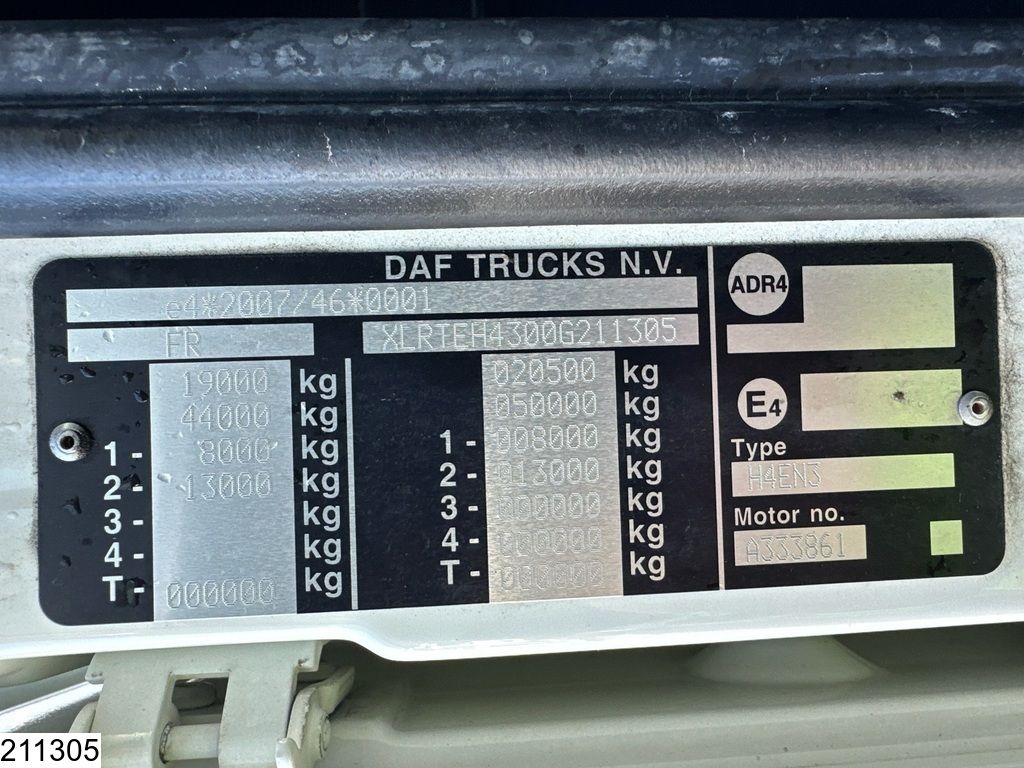 DAF TRUCKS N.V.
e4*2007/46*0001
FR XLRTEH4300G211305
19000 kg 020500 kg
44000 kg 050000 kg
1- 8000 kg 1- 008000 kg
2- 13000 kg 2- 013000 kg
3- kg 3- 000000 kg
4- kg 4- 000000 kg
T- 000000 kg T- 000000 kg
ADR4
E4
Type
H4EN3
Motor no.
A333861
211305